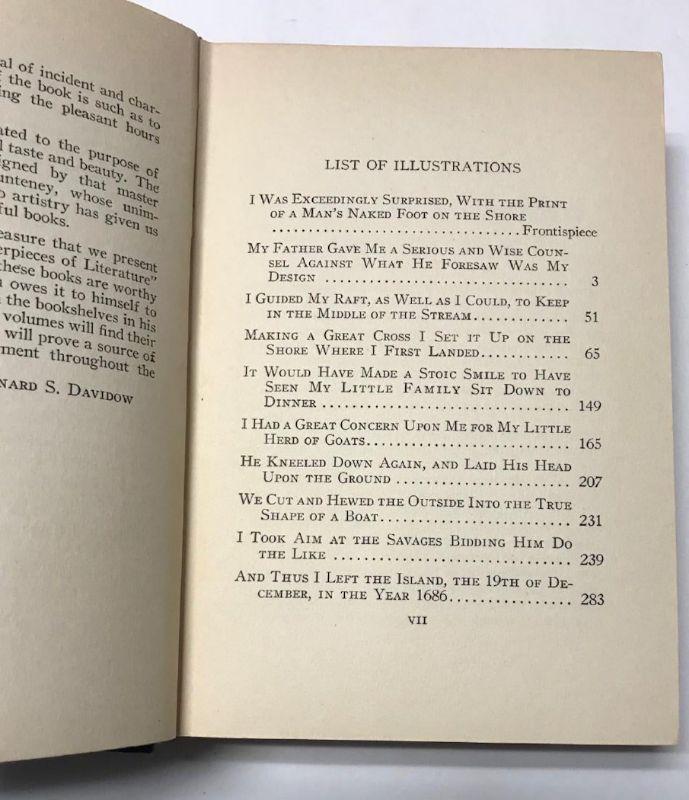 al of incident and char-
the book is such as to
ing the pleasant hours
ated to the purpose of
taste and beauty. The
igned by that master
unteney, whose unim-
artistry has given us
ful books.
easure that we present
erpieces of Literature"
these books are worthy
owes it to himself to
the bookshelves in his
volumes will find their
will prove a source of
ment throughout the
NARD S. DAVIDOW
LIST OF ILLUSTRATIONS
I WAS EXCEEDINGLY SURPRISED, WITH THE PRINT
OF A MAN'S NAKED FOOT ON THE SHORE
.................................Frontispiece
MY FATHER GAVE ME A SERIOUS AND WISE COUN-
SEL AGAINST WHAT HE FORESAW WAS MY
DESIGN ................................. 3
I GUIDED MY RAFT, AS WELL AS I COULD, TO KEEP
IN THE MIDDLE OF THE STREAM............. 51
MAKING A GREAT CROSS I SET IT UP ON THE
SHORE WHERE I FIRST LANDED............ 65
IT WOULD HAVE MADE A STOIC SMILE TO HAVE
SEEN MY LITTLE FAMILY SIT DOWN TO
DINNER ................................. 149
I HAD A GREAT CONCERN UPON ME FOR MY LITTLE
HERD OF GOATS........................... 165
HE KNEELED DOWN AGAIN, AND LAID HIS HEAD
UPON THE GROUND ........................ 207
WE CUT AND HEWED THE OUTSIDE INTO THE TRUE
SHAPE OF A BOAT......................... 231
I TOOK AIM AT THE SAVAGES BIDDING HIM DO
THE LIKE ............................... 239
AND THUS I LEFT THE ISLAND, THE 19TH OF DE-
CEMBER, IN THE YEAR 1686................ 283
VII